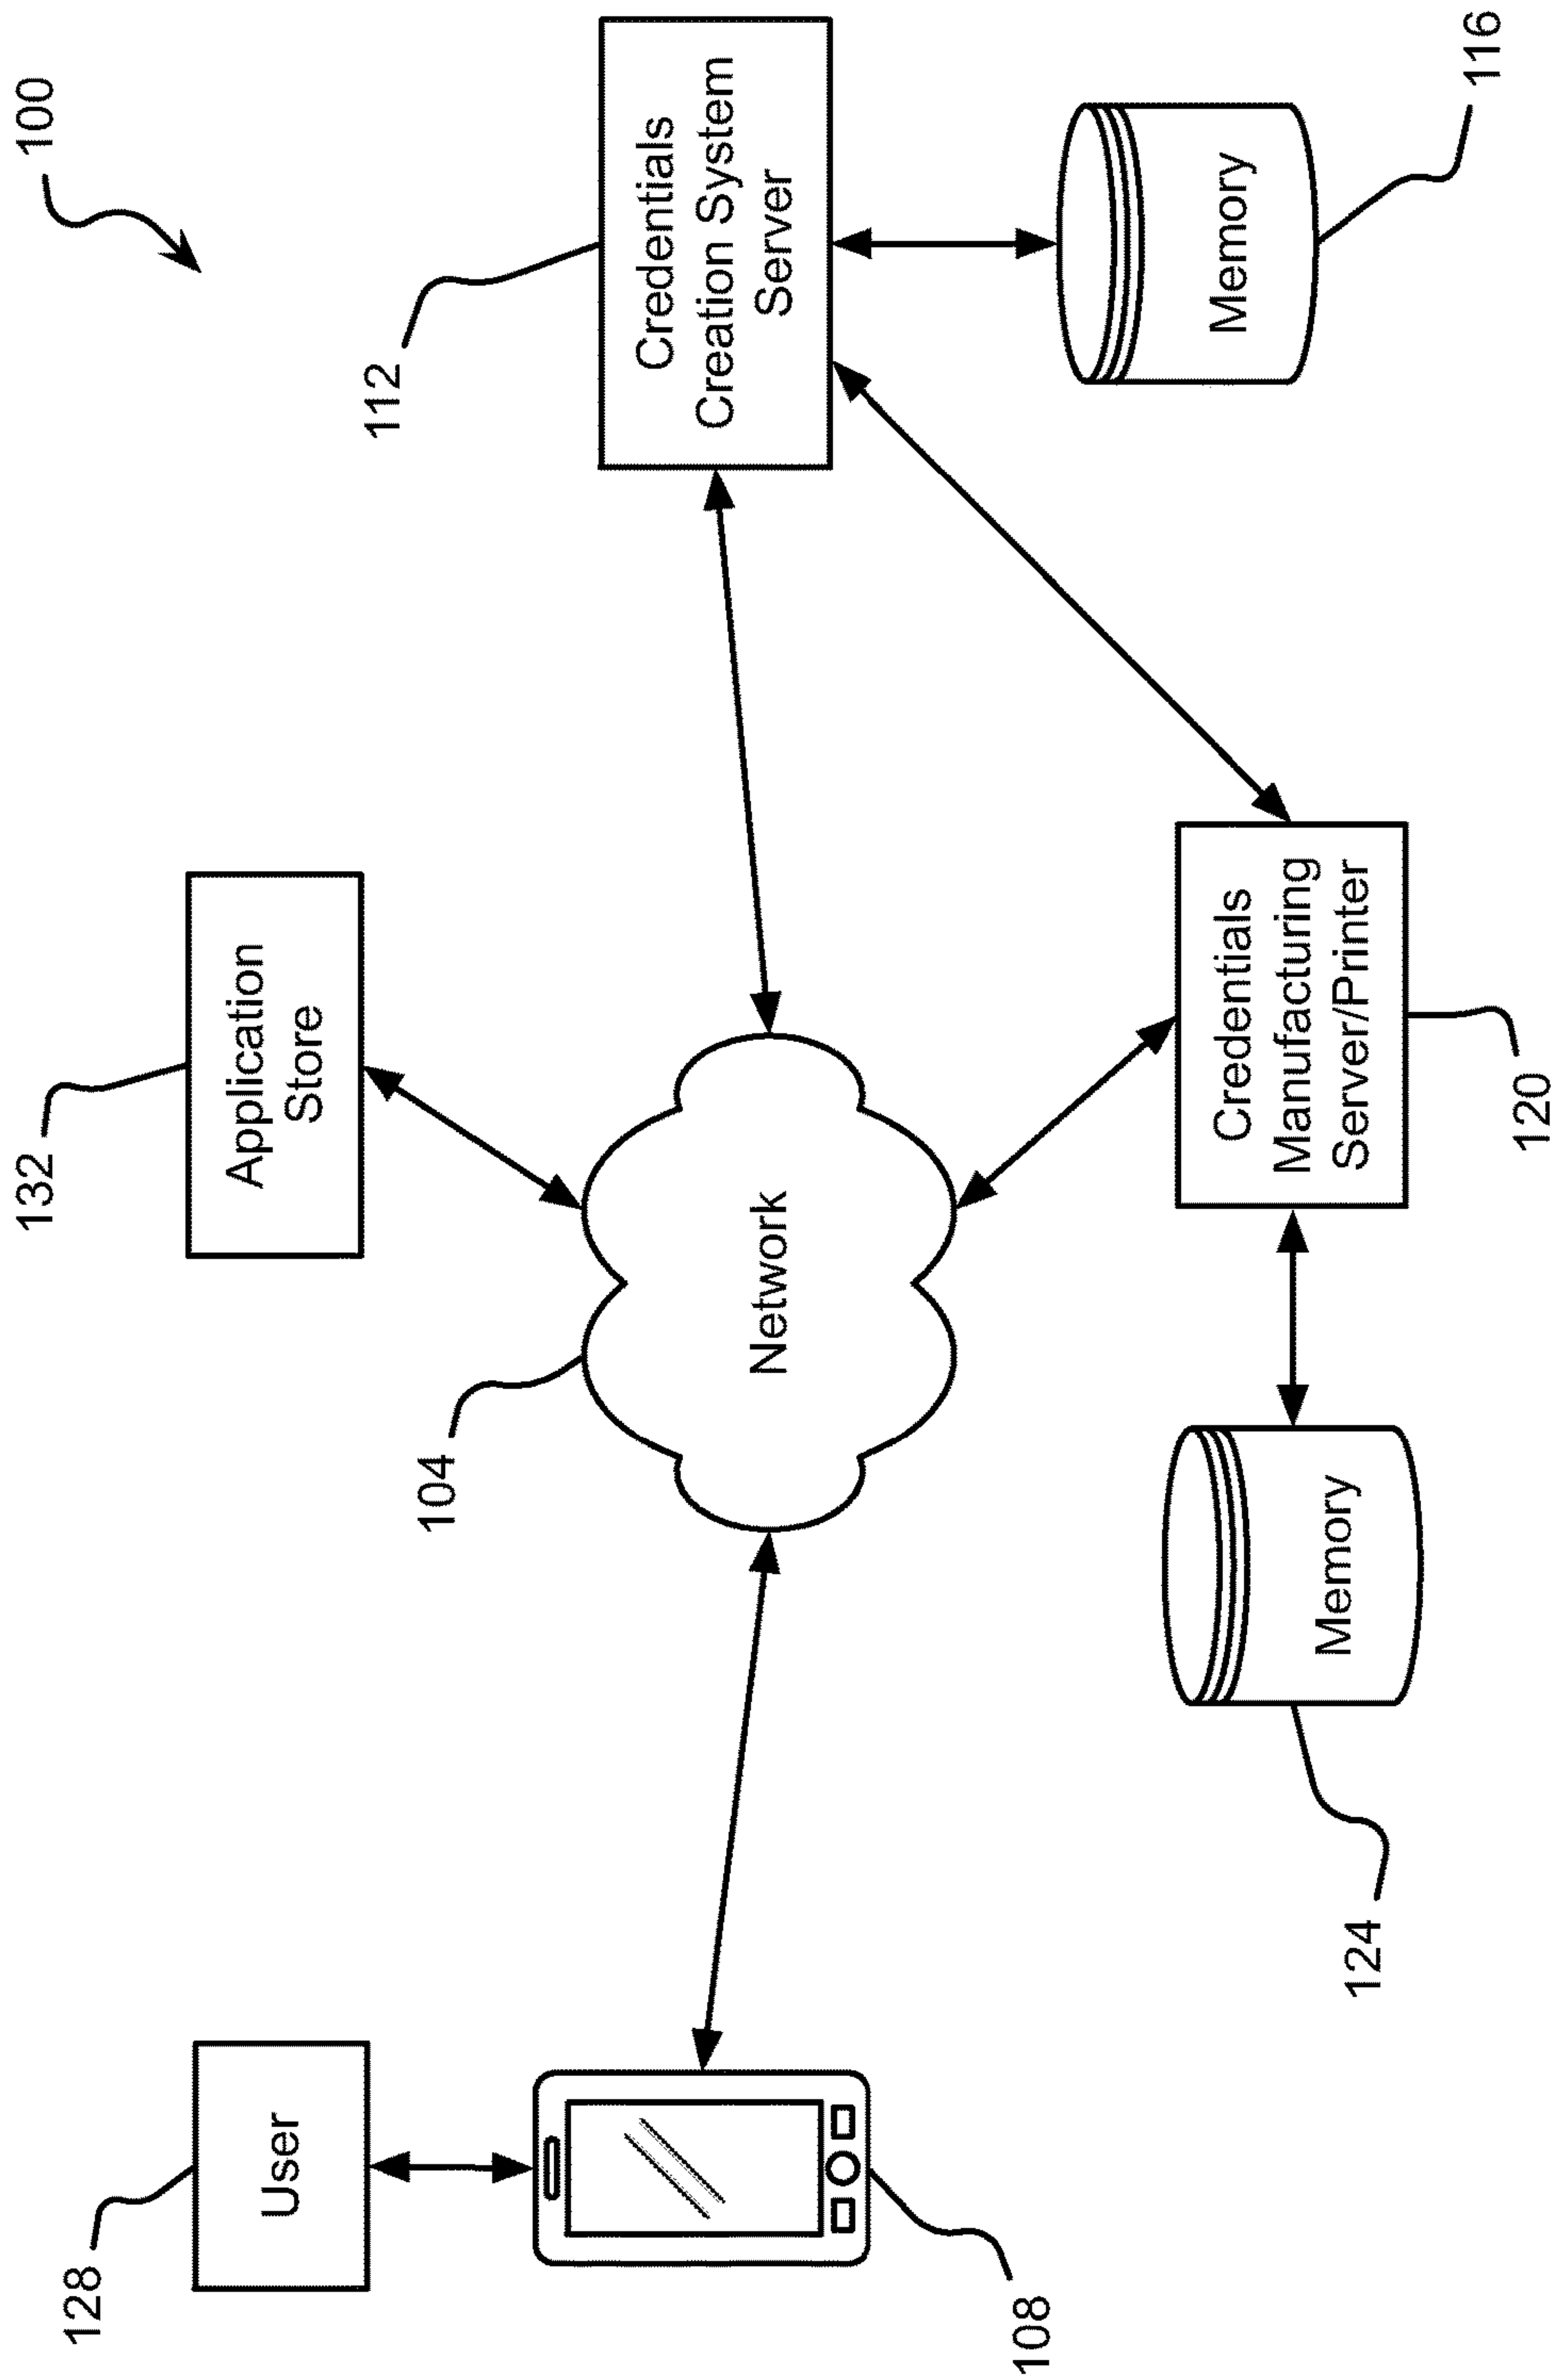 100
132
Application
Store
112
Credentials
Creation System
Server
128
User
104
Network
Memory
116
108
Memory
124
Credentials
Manufacturing
Server/Printer
120